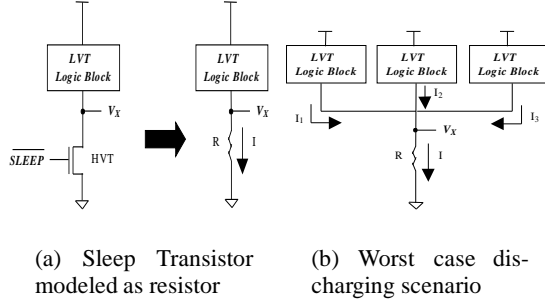 LVT
Logic Block
V_X
SLEEP
HVT
LVT
Logic Block
V_X
R
I
LVT
Logic Block
LVT
Logic Block
LVT
Logic Block
I_1
I_2
I_3
V_X
R
I
(a) Sleep Transistor
modeled as resistor
(b) Worst case dis-
charging scenario